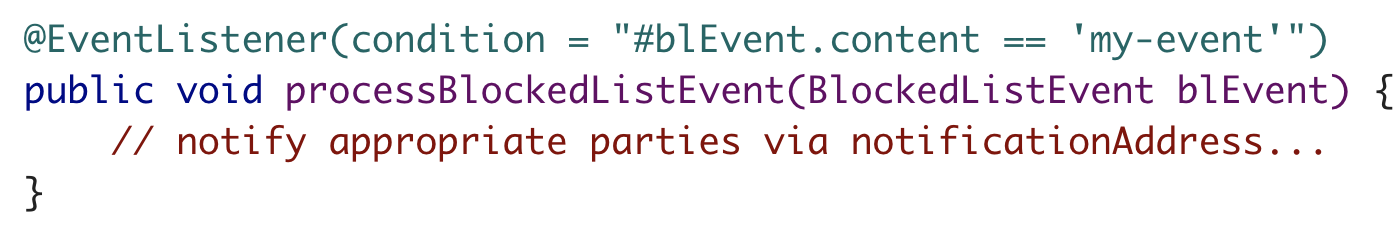 @EventListener(condition = "#blEvent.content == 'my-event'")
public void processBlockedListEvent(BlockedListEvent blEvent) {
    // notify appropriate parties via notificationAddress...
}